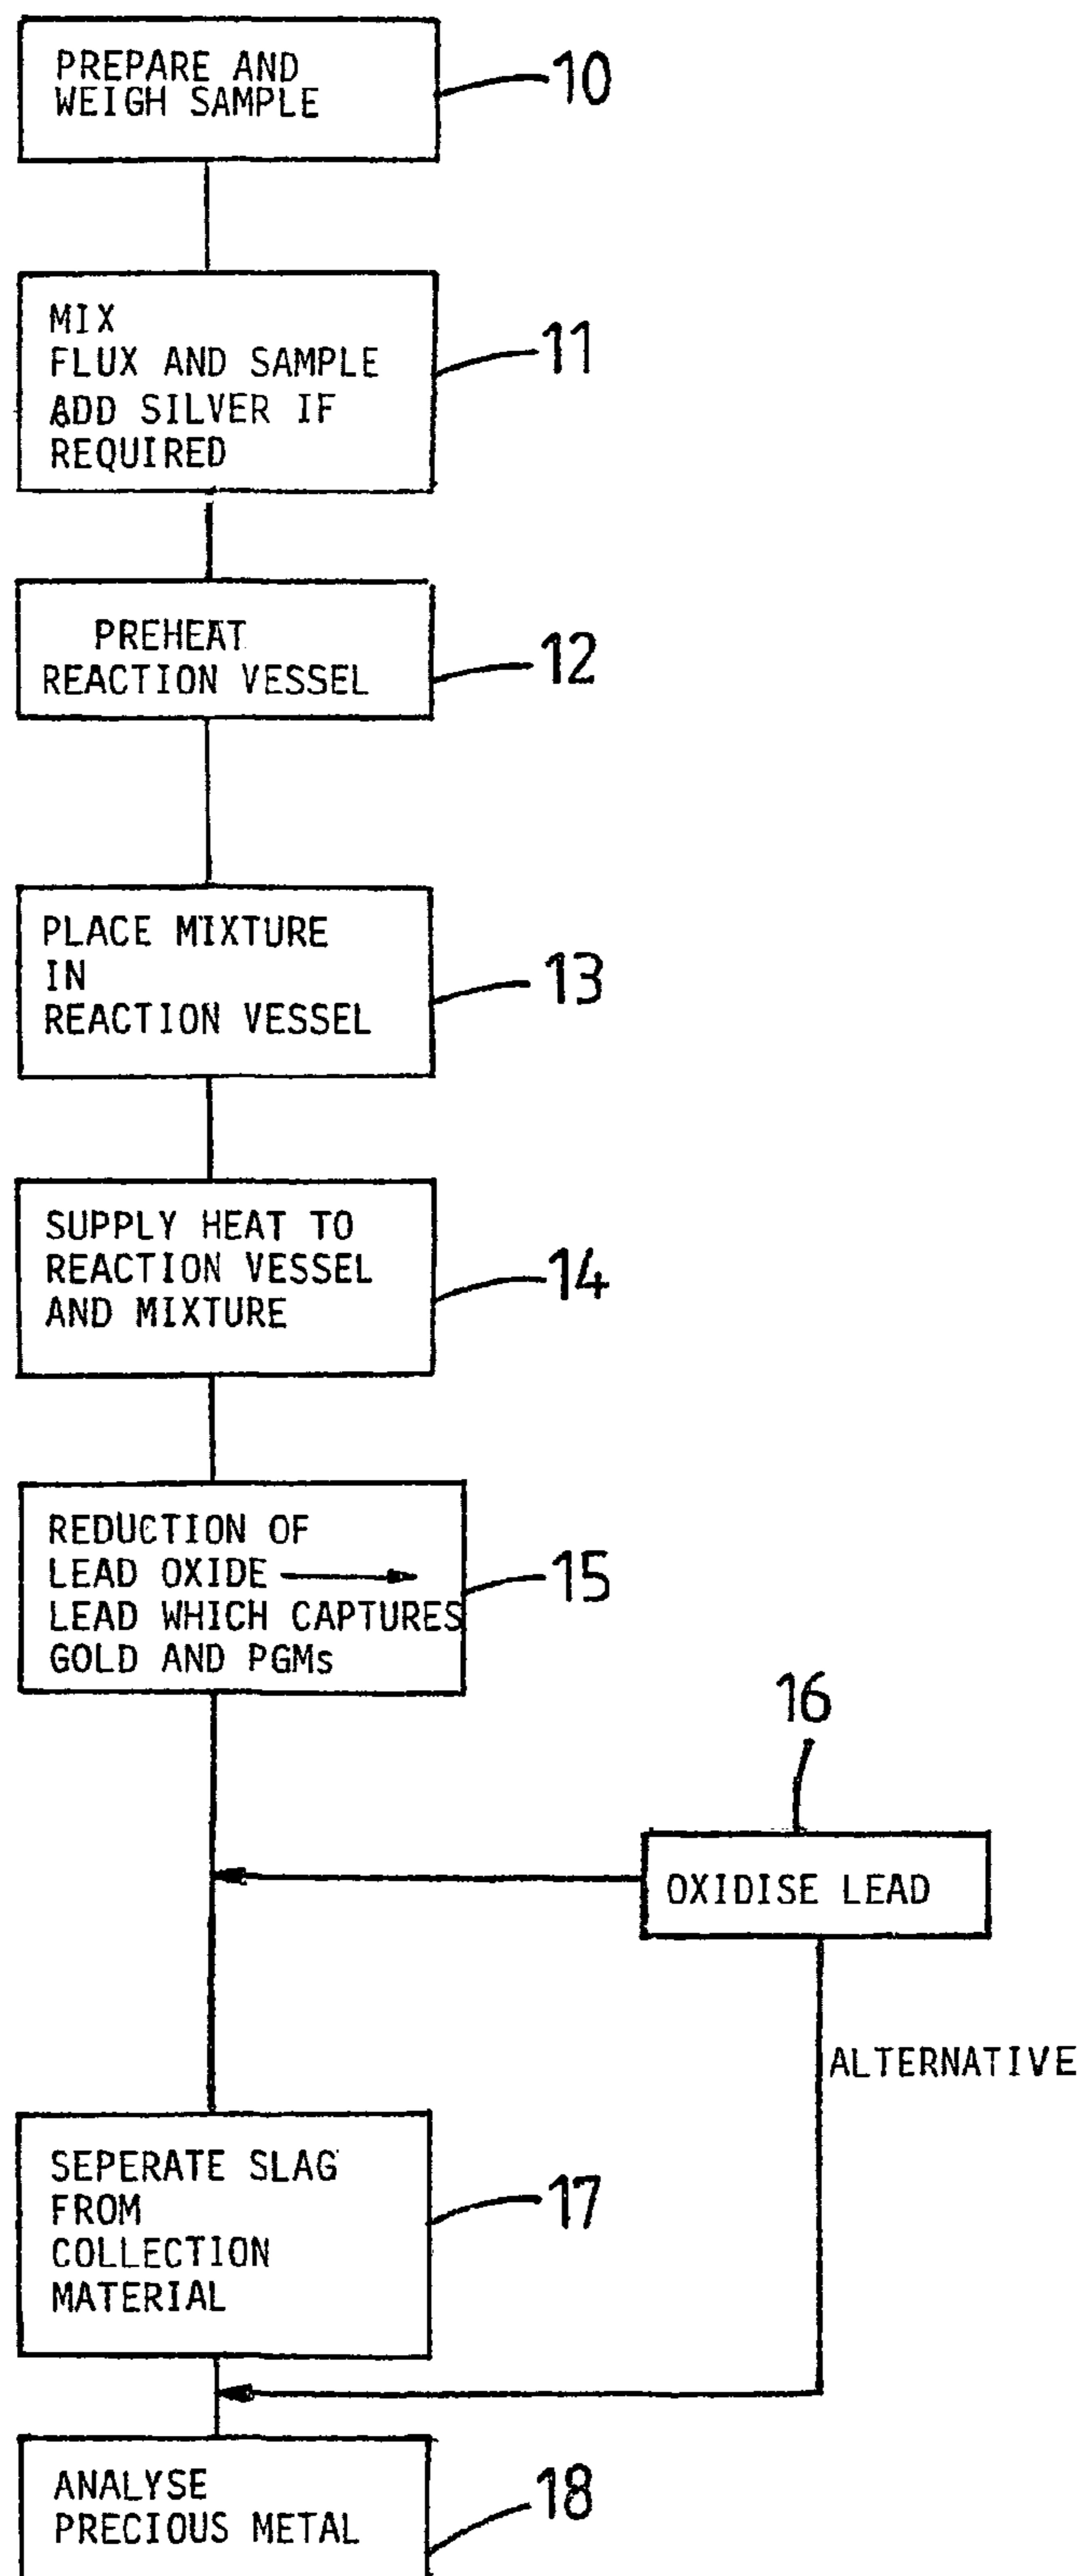 PREPARE AND
WEIGH SAMPLE
10
MIX
FLUX AND SAMPLE
ADD SILVER IF
REQUIRED
11
PREHEAT
REACTION VESSEL
12
PLACE MIXTURE
IN
REACTION VESSEL
13
SUPPLY HEAT TO
REACTION VESSEL
AND MIXTURE
14
REDUCTION OF
LEAD OXIDE
LEAD WHICH CAPTURES
GOLD AND PGMs
15
16
OXIDISE LEAD
ALTERNATIVE
SEPERATE SLAG
FROM
COLLECTION
MATERIAL
17
ANALYSE
PRECIOUS METAL
18